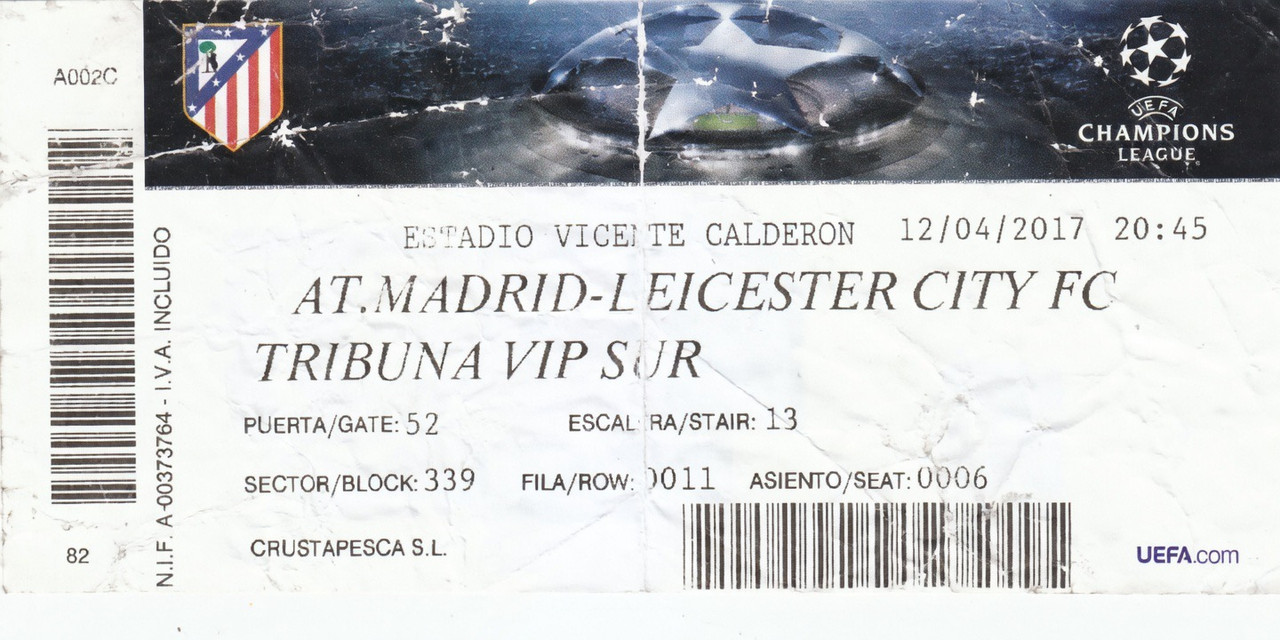 A002C
UEFA
CHAMPIONS
LEAGUE
ESTADIO VICENTE CALDERON 12/04/2017 20:45
AT.MADRID-LEICESTER CITY FC
TRIBUNA VIP SUR
PUERTA/GATE: 52 ESCALERA/STAIR: 13
SECTOR/BLOCK: 339 FILA/ROW: 0011 ASIENTO/SEAT: 0006
CRUSTAPESCA S.L.
UEFA.com
82
N.I.F. A-00373764 - I.V.A. INCLUIDO